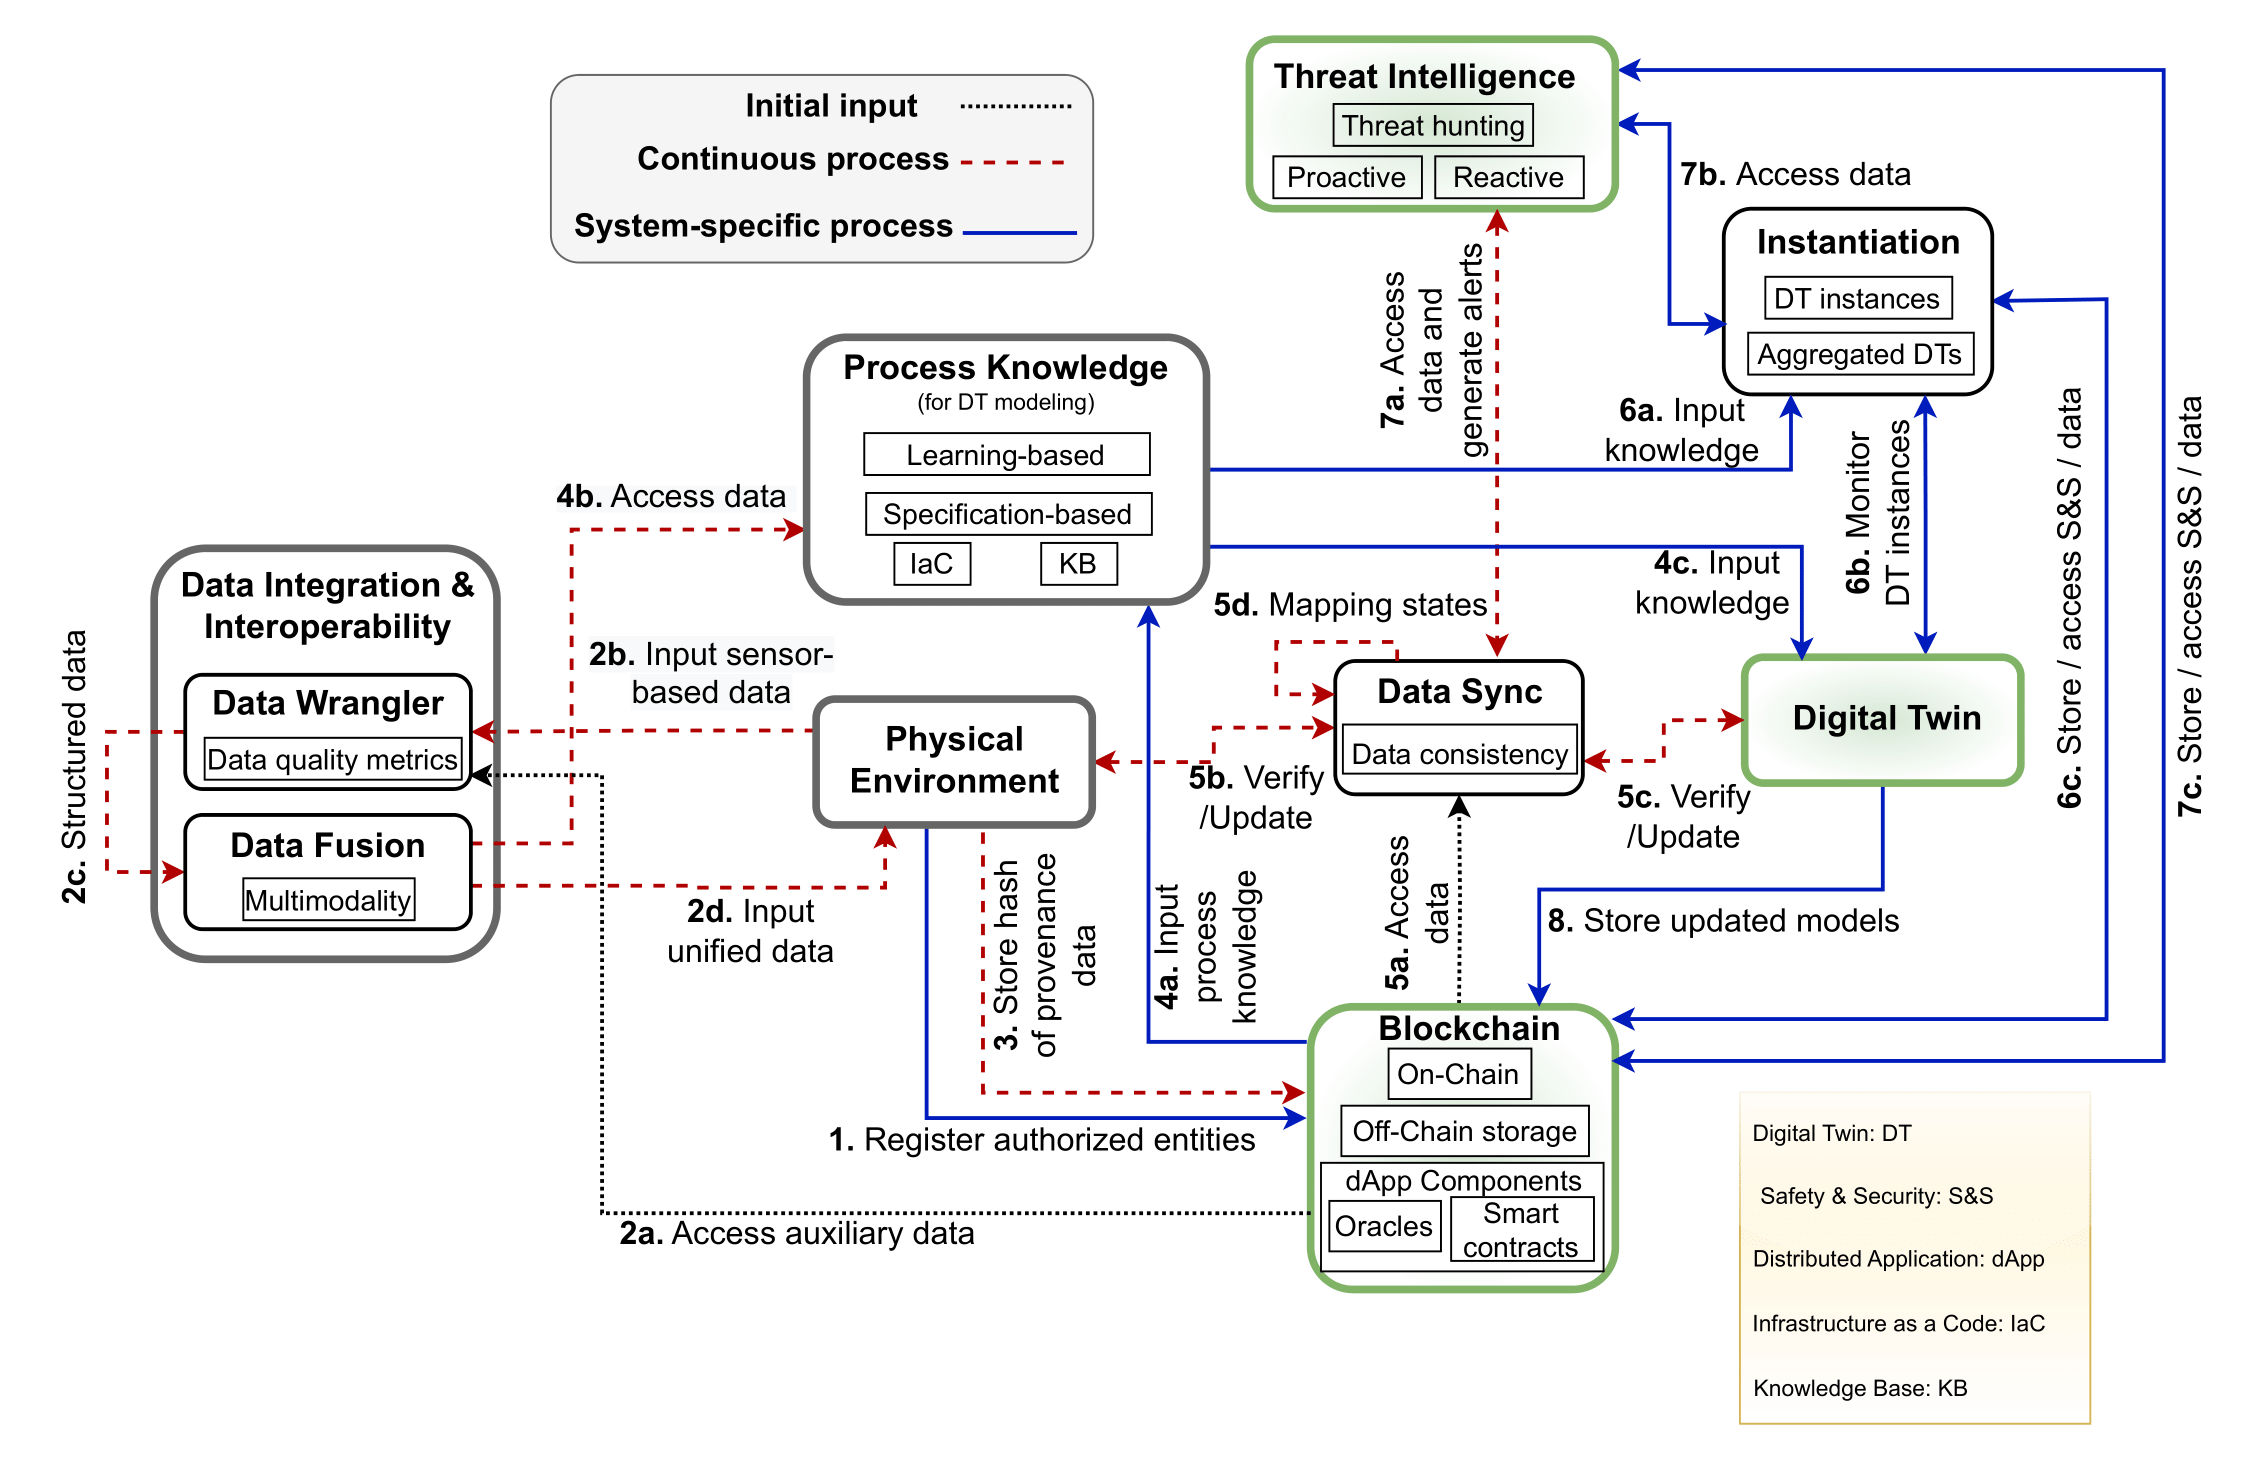 Initial input
Continuous process
System-specific process
Threat Intelligence
Threat hunting
Proactive
Reactive
7b. Access data
Instantiation
DT instances
Aggregated DTs
7a. Access
data and
generate alerts
Process Knowledge
(for DT modeling)
Learning-based
Specification-based
IaC
KB
6a. Input
knowledge
6b. Monitor
DT instances
6c. Store / access S&S / data
7c. Store / access S&S / data
4b. Access data
4c. Input
knowledge
5d. Mapping states
Data Integration &
Interoperability
Data Wrangler
Data quality metrics
Data Fusion
Multimodality
2c. Structured data
2b. Input sensor-
based data
Physical
Environment
Data Sync
Data consistency
Digital Twin
5b. Verify
/Update
5c. Verify
/Update
2d. Input
unified data
3. Store hash
of provenance
data
4a. Input
process
knowledge
5a. Access
data
8. Store updated models
Blockchain
On-Chain
Off-Chain storage
dApp Components
Oracles
Smart
contracts
1. Register authorized entities
2a. Access auxiliary data
Digital Twin: DT
Safety & Security: S&S
Distributed Application: dApp
Infrastructure as a Code: IaC
Knowledge Base: KB